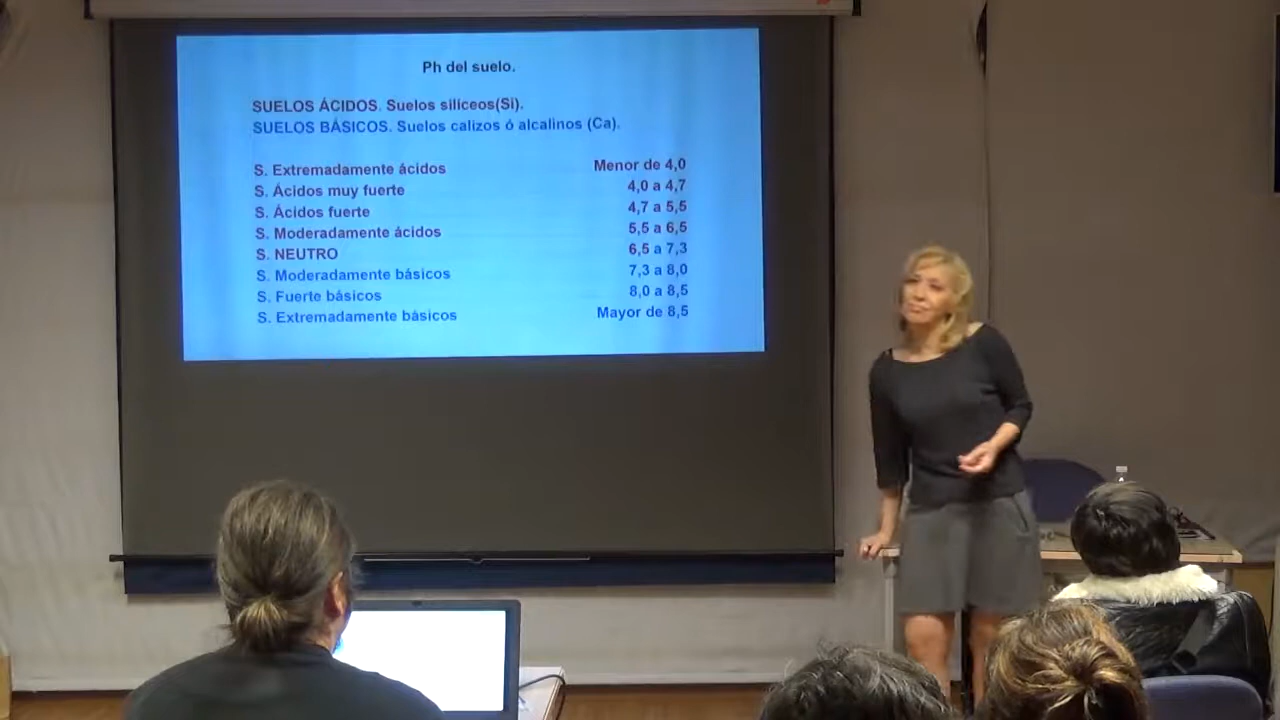 Ph del suelo.
SUELOS ÁCIDOS. Suelos silíceos(Si).
SUELOS BÁSICOS. Suelos calizos ó alcalinos (Ca).
S. Extremadamente ácidos Menor de 4,0
S. Ácidos muy fuerte 4,0 a 4,7
S. Ácidos fuerte 4,7 a 5,5
S. Moderadamente ácidos 5,5 a 6,5
S. NEUTRO 6,5 a 7,3
S. Moderadamente básicos 7,3 a 8,0
S. Fuerte básicos 8,0 a 8,5
S. Extremadamente básicos Mayor de 8,5